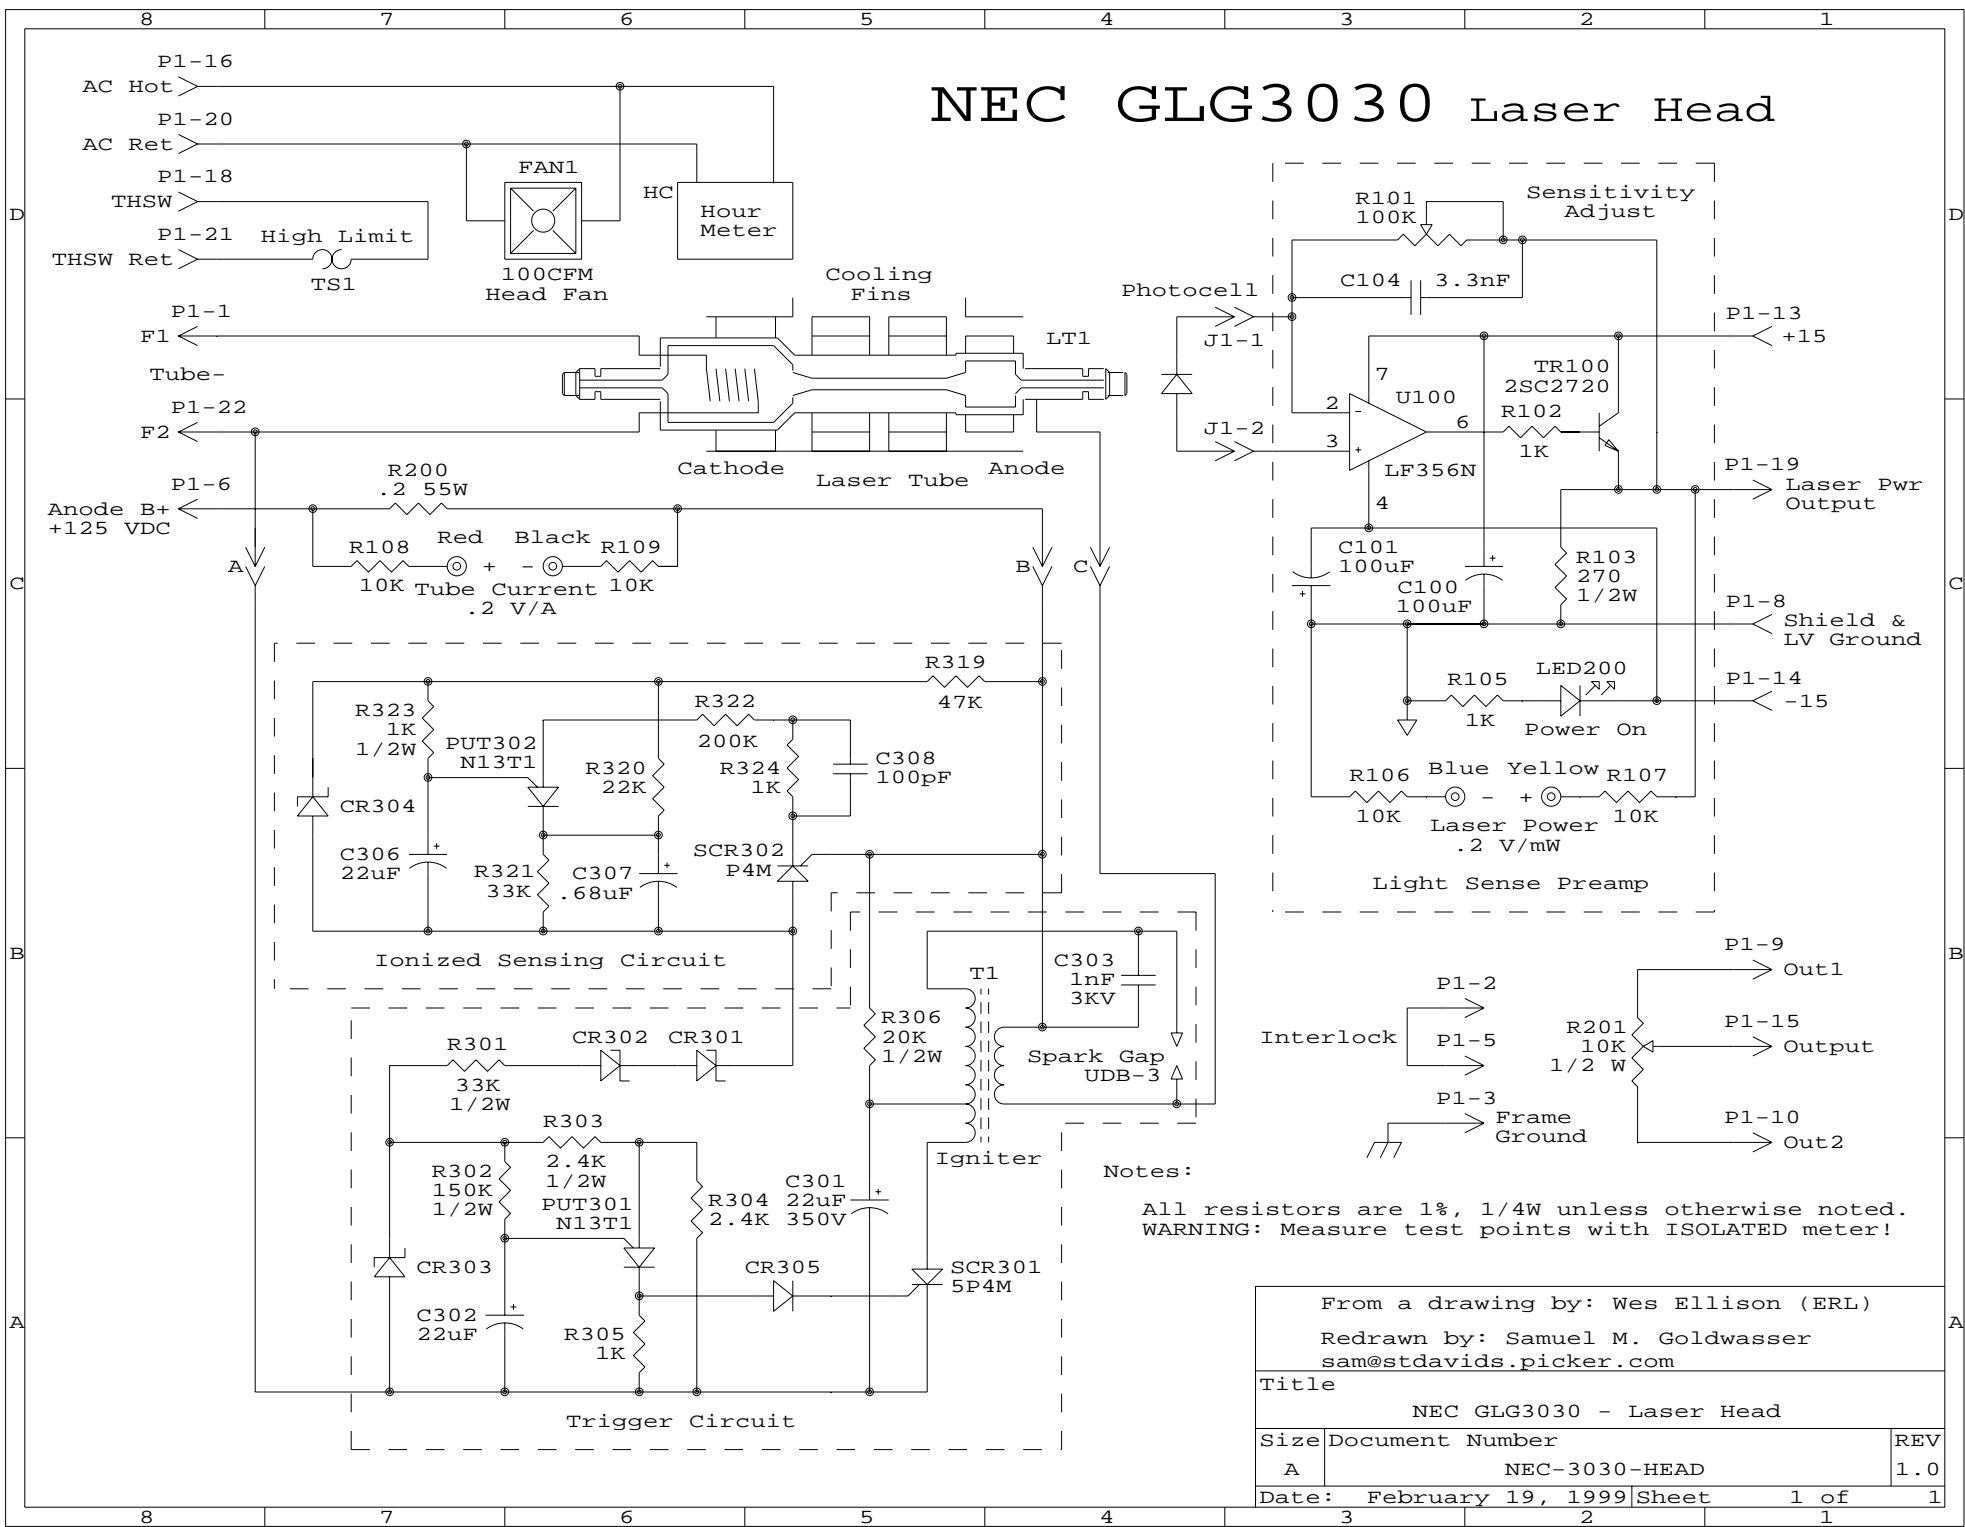 8 7 6 5 4 3 2 1
NEC GLG3030 Laser Head
P1-16
AC Hot
P1-20
AC Ret
P1-18
THSW
P1-21
THSW Ret
High Limit
TS1
FAN1
100CFM
Head Fan
HC
Hour
Meter
D
D
P1-1
F1
Tube-
P1-22
F2
Cooling
Fins
LT1
Cathode
Laser Tube
Anode
R200
.2 55W
P1-6
Anode B+
+125 VDC
Red
Black
R108
10K
+ -
R109
10K
Tube Current
.2 V/A
A
B
C
C
C
Photocell
J1-1
J1-2
R101
100K
Sensitivity
Adjust
C104
3.3nF
P1-13
+15
7
TR100
2SC2720
U100
2
-
3
+
6
R102
1K
LF356N
4
P1-19
Laser Pwr
Output
C101
100uF
+
C100
100uF
+
R103
270
1/2W
P1-8
Shield &
LV Ground
R105
1K
LED200
Power On
P1-14
-15
R106
10K
Blue
Yellow
- +
R107
10K
Laser Power
.2 V/mW
Light Sense Preamp
R319
47K
R323
1K
1/2W
PUT302
N13T1
R322
200K
R320
22K
R324
1K
C308
100pF
CR304
C306
22uF
+
R321
33K
C307
.68uF
+
SCR302
P4M
Ionized Sensing Circuit
B
B
R301
33K
1/2W
CR302
CR301
R306
20K
1/2W
T1
C303
1nF
3KV
Spark Gap
UDB-3
Igniter
R303
2.4K
1/2W
R302
150K
1/2W
PUT301
N13T1
R304
2.4K
C301
22uF
350V
+
CR303
C302
22uF
+
R305
1K
CR305
SCR301
5P4M
Trigger Circuit
P1-2
Interlock
P1-5
P1-3
Frame
Ground
P1-9
Out1
R201
10K
1/2 W
P1-15
Output
P1-10
Out2
Notes:
All resistors are 1%, 1/4W unless otherwise noted.
WARNING: Measure test points with ISOLATED meter!
A
A
From a drawing by: Wes Ellison (ERL)
Redrawn by: Samuel M. Goldwasser
sam@stdavids.picker.com
Title
NEC GLG3030 - Laser Head
Size Document Number REV
A NEC-3030-HEAD 1.0
Date: February 19, 1999 Sheet 1 of 1
8 7 6 5 4 3 2 1